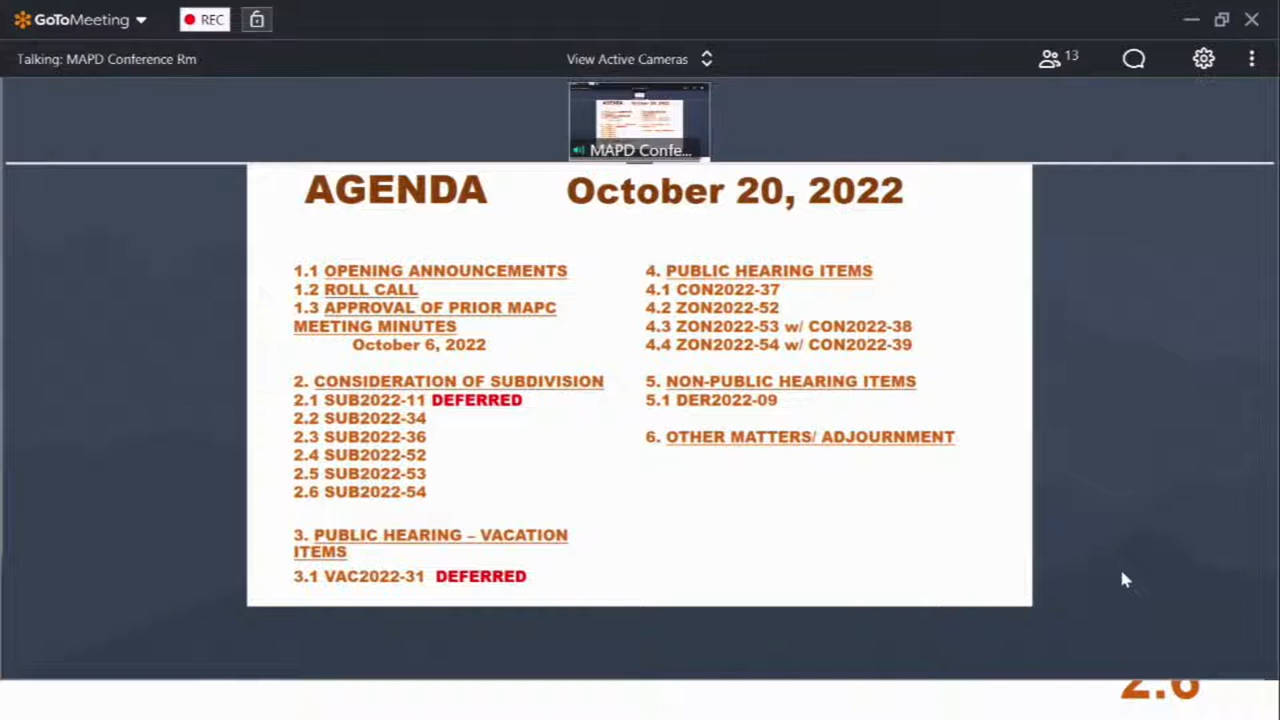 GoToMeeting
REC
Talking: MAPD Conference Rm
View Active Cameras
13
MAPD Confe...
AGENDA October 20, 2022
1.1 OPENING ANNOUNCEMENTS
1.2 ROLL CALL
1.3 APPROVAL OF PRIOR MAPC
MEETING MINUTES
October 6, 2022
2. CONSIDERATION OF SUBDIVISION
2.1 SUB2022-11 DEFERRED
2.2 SUB2022-34
2.3 SUB2022-36
2.4 SUB2022-52
2.5 SUB2022-53
2.6 SUB2022-54
3. PUBLIC HEARING – VACATION
ITEMS
3.1 VAC2022-31 DEFERRED
4. PUBLIC HEARING ITEMS
4.1 CON2022-37
4.2 ZON2022-52
4.3 ZON2022-53 w/ CON2022-38
4.4 ZON2022-54 w/ CON2022-39
5. NON-PUBLIC HEARING ITEMS
5.1 DER2022-09
6. OTHER MATTERS/ ADJOURNMENT
2.6